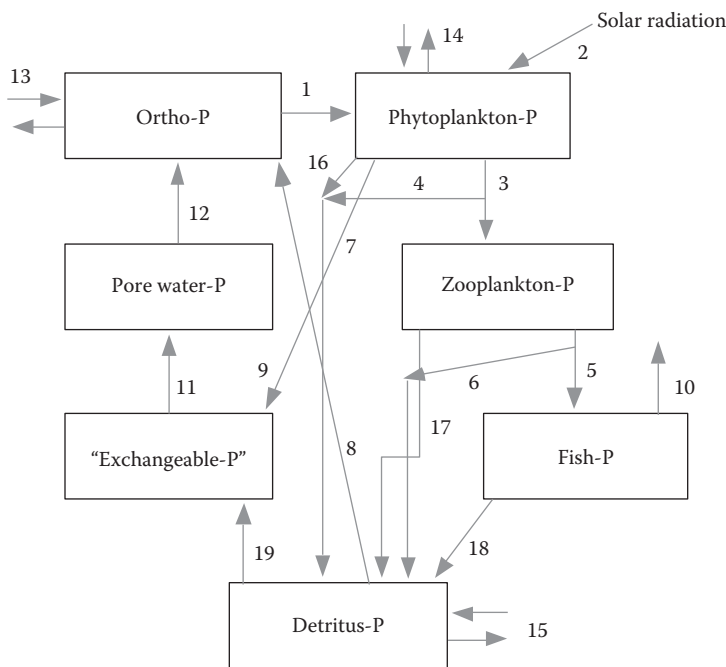 Solar radiation
14
2
13
1
Ortho-P
Phytoplankton-P
16
4
3
12
7
Pore water-P
Zooplankton-P
9
6
5
10
11
17
8
"Exchangeable-P"
Fish-P
19
18
Detritus-P
15